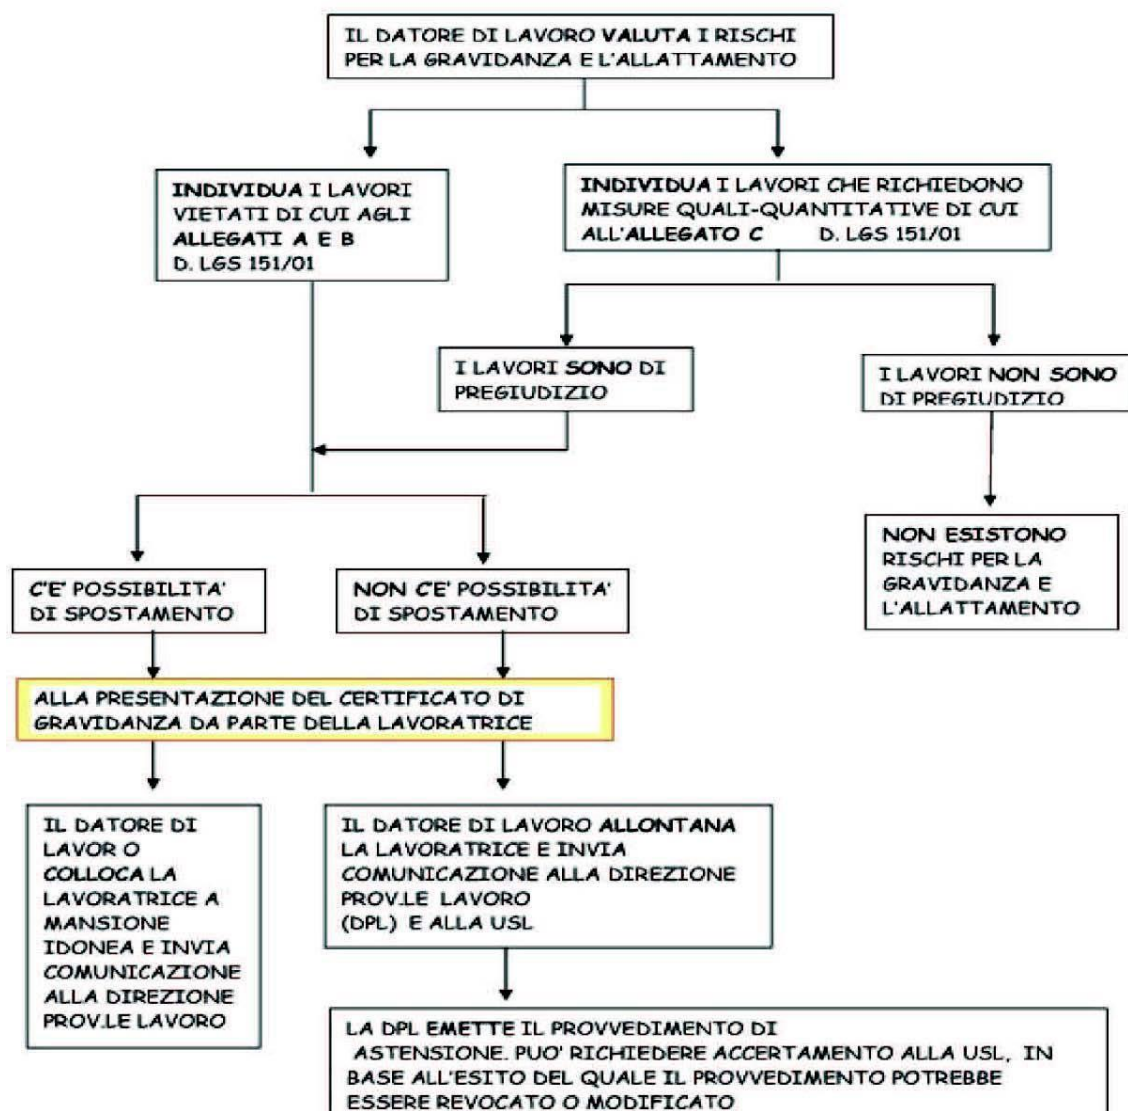 IL DATORE DI LAVORO VALUTA I RISCHI
PER LA GRAVIDANZA E L'ALLATTAMENTO
INDIVIDUA I LAVORI
VIETATI DI CUI AGLI
ALLEGATI A E B
D. LGS 151/01
INDIVIDUA I LAVORI CHE RICHIEDONO
MISURE QUALI-QUANTITATIVE DI CUI
ALL'ALLEGATO C D. LGS 151/01
I LAVORI SONO DI
PREGIUDIZIO
I LAVORI NON SONO
DI PREGIUDIZIO
NON ESISTONO
RISCHI PER LA
GRAVIDANZA E
L'ALLATTAMENTO
C'E' POSSIBILITA'
DI SPOSTAMENTO
NON C'E' POSSIBILITA'
DI SPOSTAMENTO
ALLA PRESENTAZIONE DEL CERTIFICATO DI
GRAVIDANZA DA PARTE DELLA LAVORATRICE
IL DATORE DI
LAVOR O
COLLOCA LA
LAVORATRICE A
MANSIONE
IDONEA E INVIA
COMUNICAZIONE
ALLA DIREZIONE
PROV.LE LAVORO
IL DATORE DI LAVORO ALLONTANA
LA LAVORATRICE E INVIA
COMUNICAZIONE ALLA DIREZIONE
PROV.LE LAVORO
(DPL) E ALLA USL
LA DPL EMETTE IL PROVVEDIMENTO DI
ASTENSIONE. PUO' RICHIEDERE ACCERTAMENTO ALLA USL, IN
BASE ALL'ESITO DEL QUALE IL PROVVEDIMENTO POTREBBE
ESSERE REVOCATO O MODIFICATO